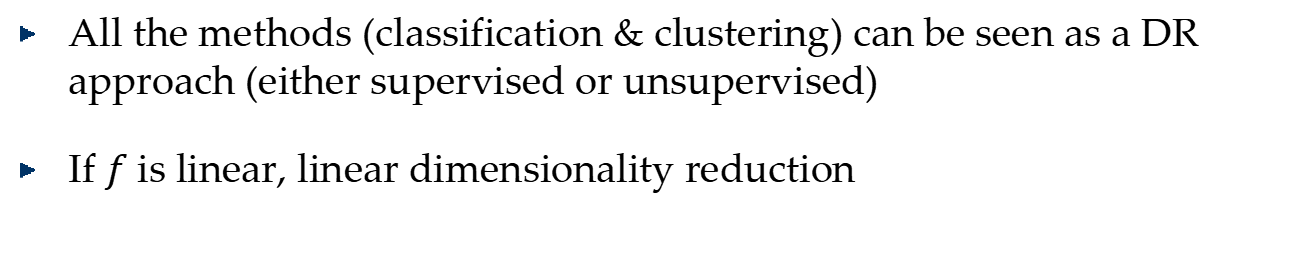 All the methods (classification & clustering) can be seen as a DR
approach (either supervised or unsupervised)
If f is linear, linear dimensionality reduction